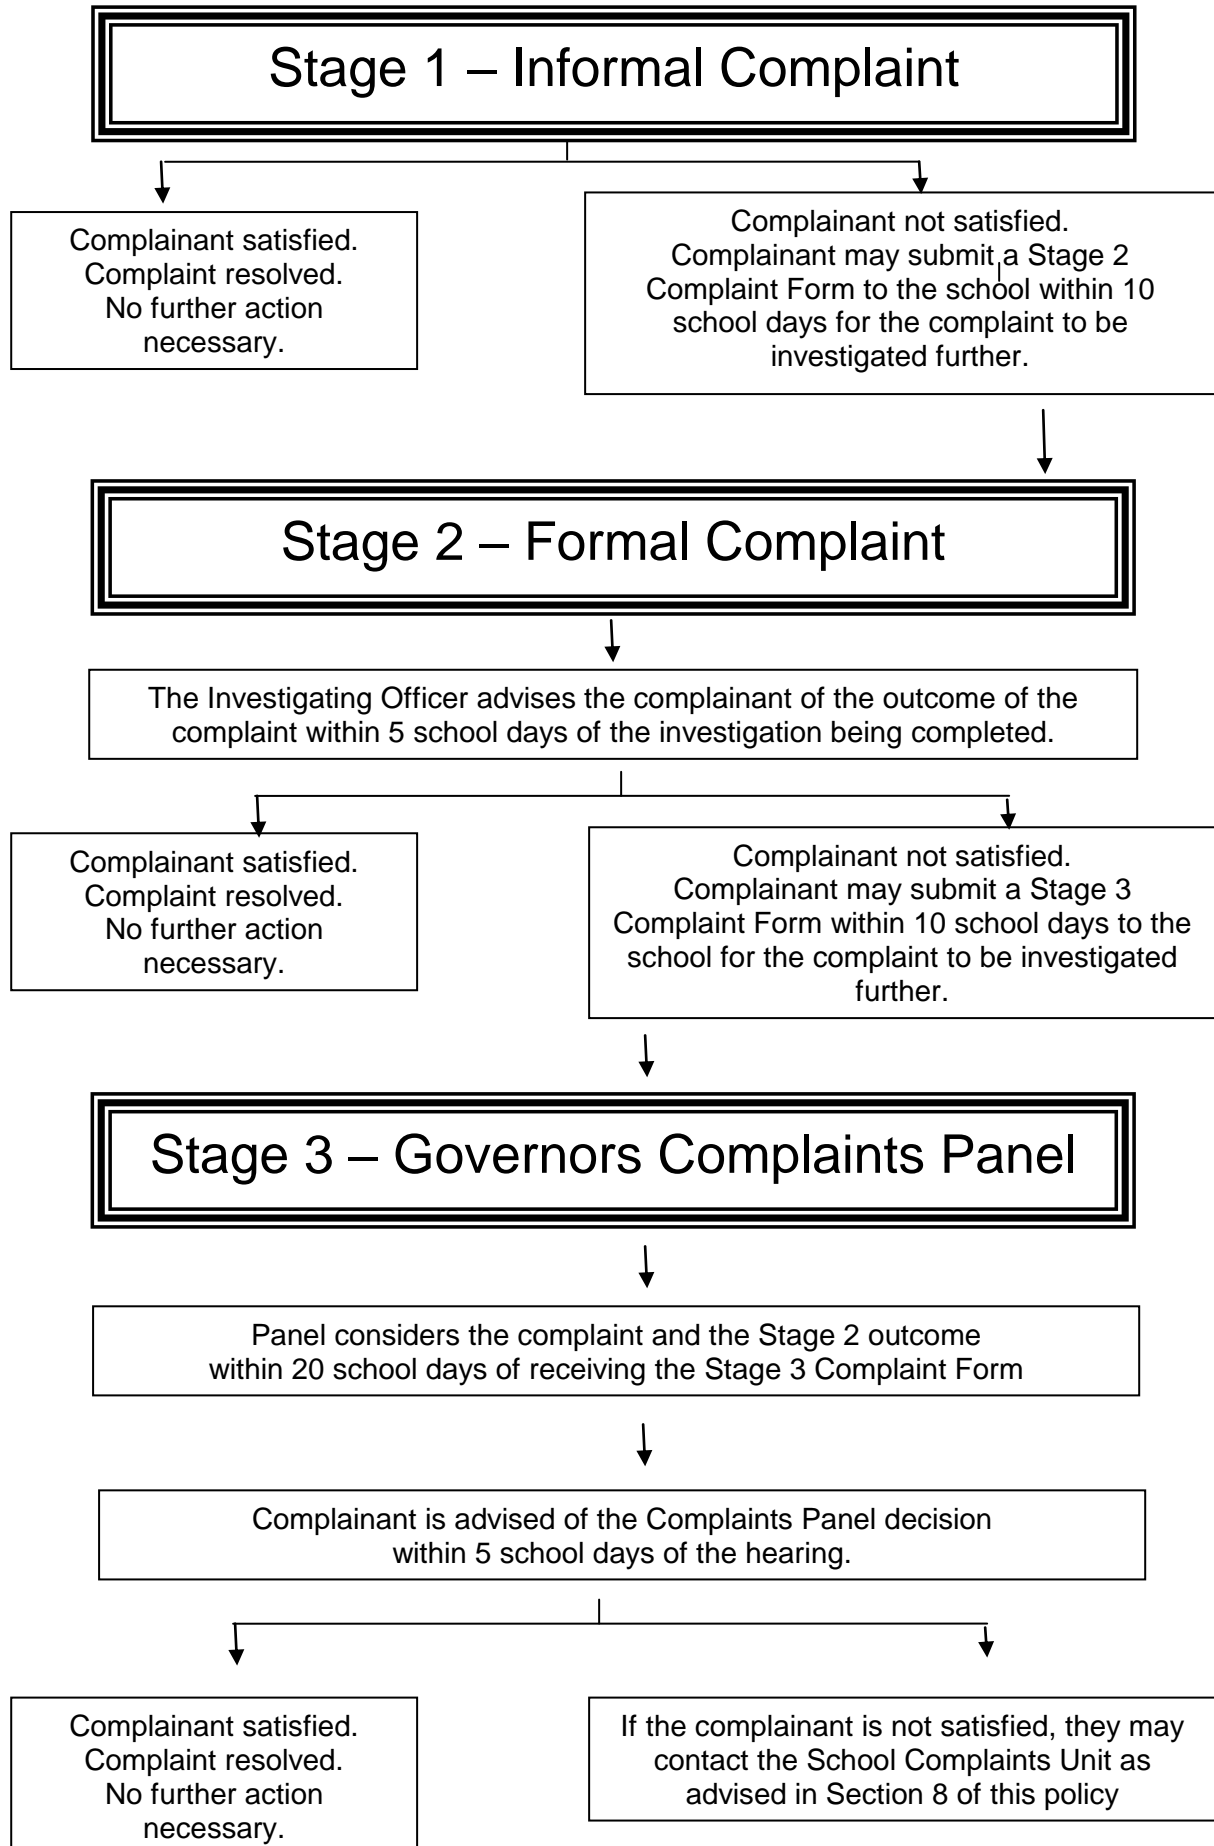 Stage 1 – Informal Complaint
Complainant satisfied.
Complaint resolved.
No further action
necessary.
Complainant not satisfied.
Complainant may submit a Stage 2
Complaint Form to the school within 10
school days for the complaint to be
investigated further.
Stage 2 – Formal Complaint
The Investigating Officer advises the complainant of the outcome of the
complaint within 5 school days of the investigation being completed.
Complainant satisfied.
Complaint resolved.
No further action
necessary.
Complainant not satisfied.
Complainant may submit a Stage 3
Complaint Form within 10 school days to the
school for the complaint to be investigated
further.
Stage 3 – Governors Complaints Panel
Panel considers the complaint and the Stage 2 outcome
within 20 school days of receiving the Stage 3 Complaint Form
Complainant is advised of the Complaints Panel decision
within 5 school days of the hearing.
Complainant satisfied.
Complaint resolved.
No further action
necessary.
If the complainant is not satisfied, they may
contact the School Complaints Unit as
advised in Section 8 of this policy